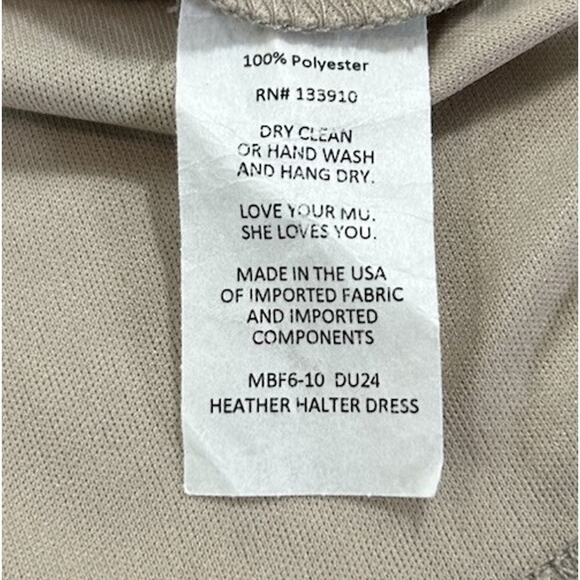 100% Polyester
RN# 133910
DRY CLEAN
OR HAND WASH
AND HANG DRY.
LOVE YOUR MU.
SHE LOVES YOU.
MADE IN THE USA
OF IMPORTED FABRIC
AND IMPORTED
COMPONENTS
MBF6-10 DU24
HEATHER HALTER DRESS